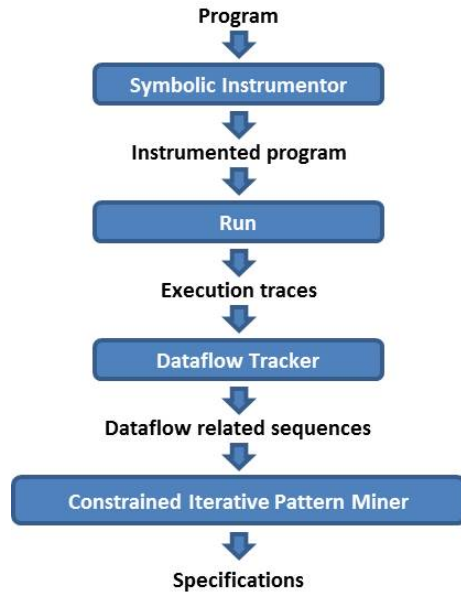 Program
Symbolic Instrumentor
Instrumented program
Run
Execution traces
Dataflow Tracker
Dataflow related sequences
Constrained Iterative Pattern Miner
Specifications